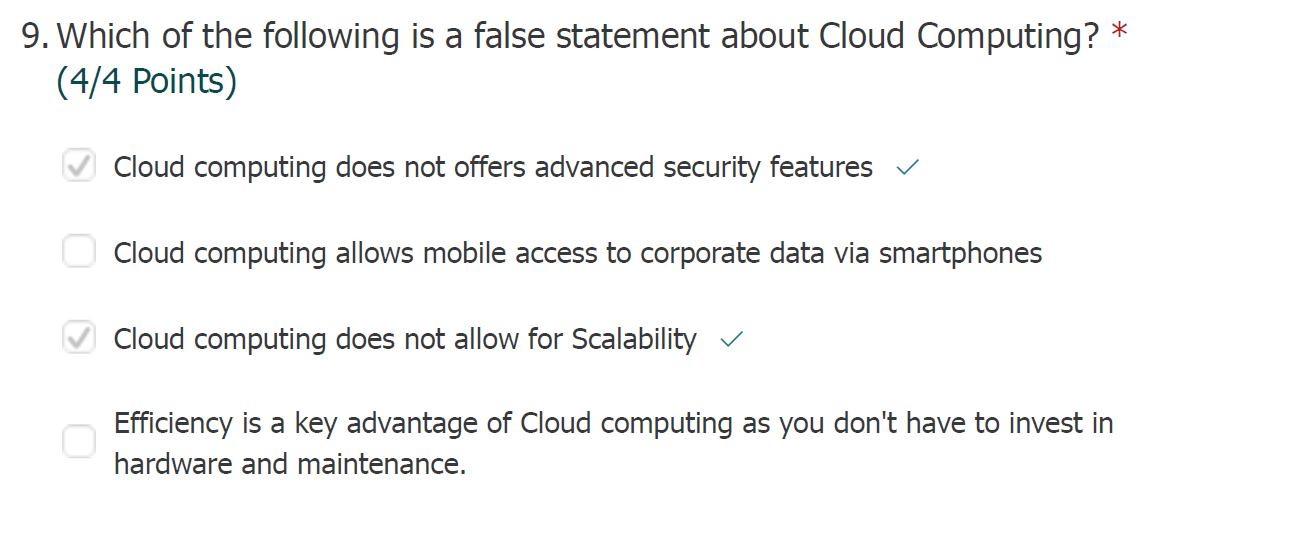 9. Which of the following is a false statement about Cloud Computing? *
(4/4 Points)
Cloud computing does not offers advanced security features
Cloud computing allows mobile access to corporate data via smartphones
Cloud computing does not allow for Scalability
Efficiency is a key advantage of Cloud computing as you don't have to invest in
hardware and maintenance.